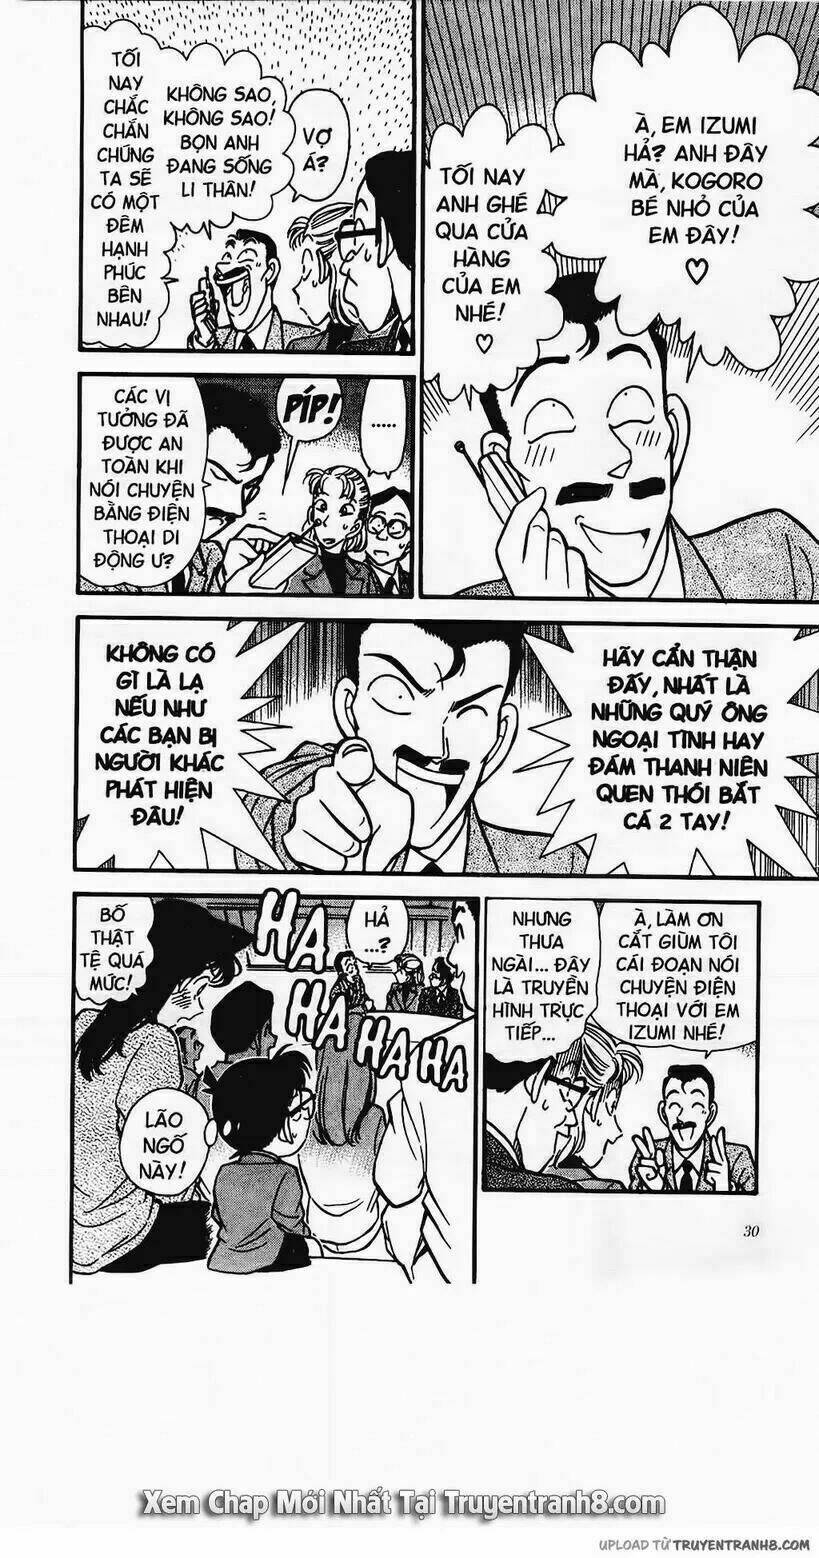 À, EM IZUMI
HẢ? ANH ĐÂY
MÀ, KOGORO
BÉ NHỎ CỦA
EM ĐÂY!
♡
TỐI NAY
ANH GHÉ
QUA CỬA
HÀNG
CỦA EM
NHÉ!
♡
VỢ
Á?
KHÔNG SAO,
KHÔNG SAO!
BỌN ANH
ĐANG SỐNG
LI THÂN!
TỐI
NAY
CHẮC
CHẮN
CHÚNG
TA SẼ
CÓ MỘT
ĐÊM
HẠNH
PHÚC
BÊN
NHAU!
......
PÍP!
CÁC VỊ
TƯỞNG ĐÃ
ĐƯỢC AN
TOÀN KHI
NÓI CHUYỆN
BẰNG ĐIỆN
THOẠI DI
ĐỘNG Ư?
HÃY CẨN THẬN
ĐẤY, NHẤT LÀ
NHỮNG QUÝ ÔNG
NGOẠI TÌNH HAY
ĐÁM THANH NIÊN
QUEN THÓI BẮT
CÁ 2 TAY!
KHÔNG CÓ
GÌ LÀ LẠ
NẾU NHƯ
CÁC BẠN BỊ
NGƯỜI KHÁC
PHÁT HIỆN
ĐÂU!
À, LÀM ƠN
CẮT GIÙM TÔI
CÁI ĐOẠN NÓI
CHUYỆN ĐIỆN
THOẠI VỚI EM
IZUMI NHÉ!
NHƯNG
THƯA
NGÀI... ĐÂY
LÀ TRUYỀN
HÌNH TRỰC
TIẾP...
HẢ
...?
HA
HA
HA
HA
HA
HA
BỐ
THẬT
TỆ QUÁ
MỨC!
LÃO
NGỐ
NÀY!
30
Xem Chap Mới Nhất Tại Truyentranh8.com
UPLOAD TỪ TRUYENTRANH8.COM